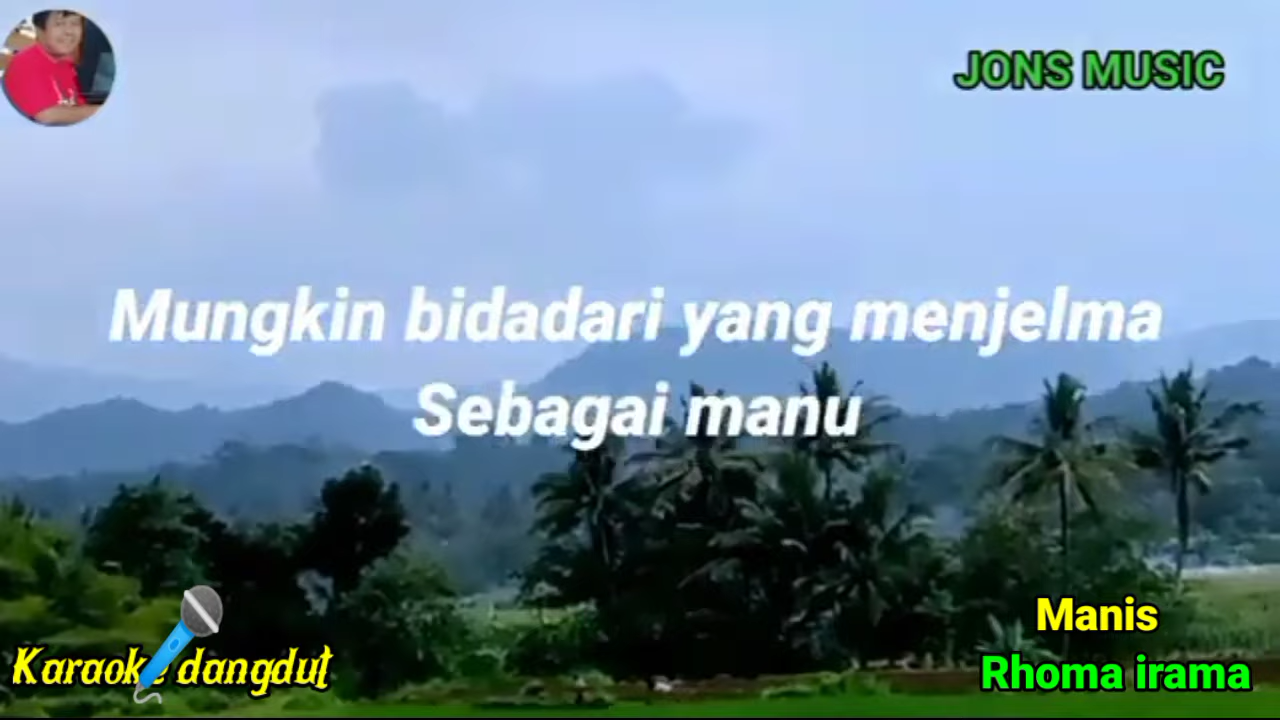 JONS MUSIC
Mungkin bidadari yang menjelma
Sebagai manu
Manis
Karaoke dangdut
Rhoma irama